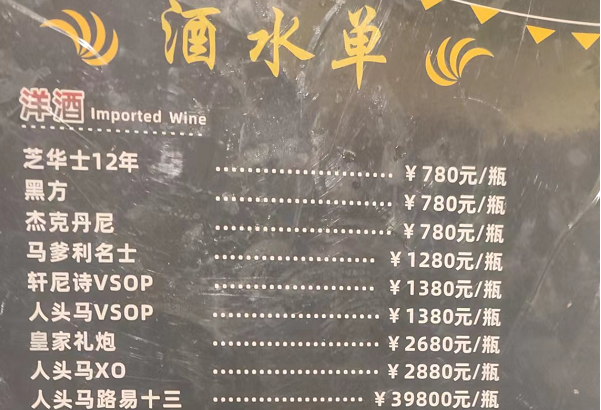 酒水单
洋酒 Imported Wine
芝华士12年 ¥780元/瓶
黑方 ¥780元/瓶
杰克丹尼 ¥780元/瓶
马爹利名士 ¥1280元/瓶
轩尼诗VSOP ¥1380元/瓶
人头马VSOP ¥1380元/瓶
皇家礼炮 ¥2680元/瓶
人头马XO ¥2880元/瓶
人头马路易十三 ¥39800元/瓶